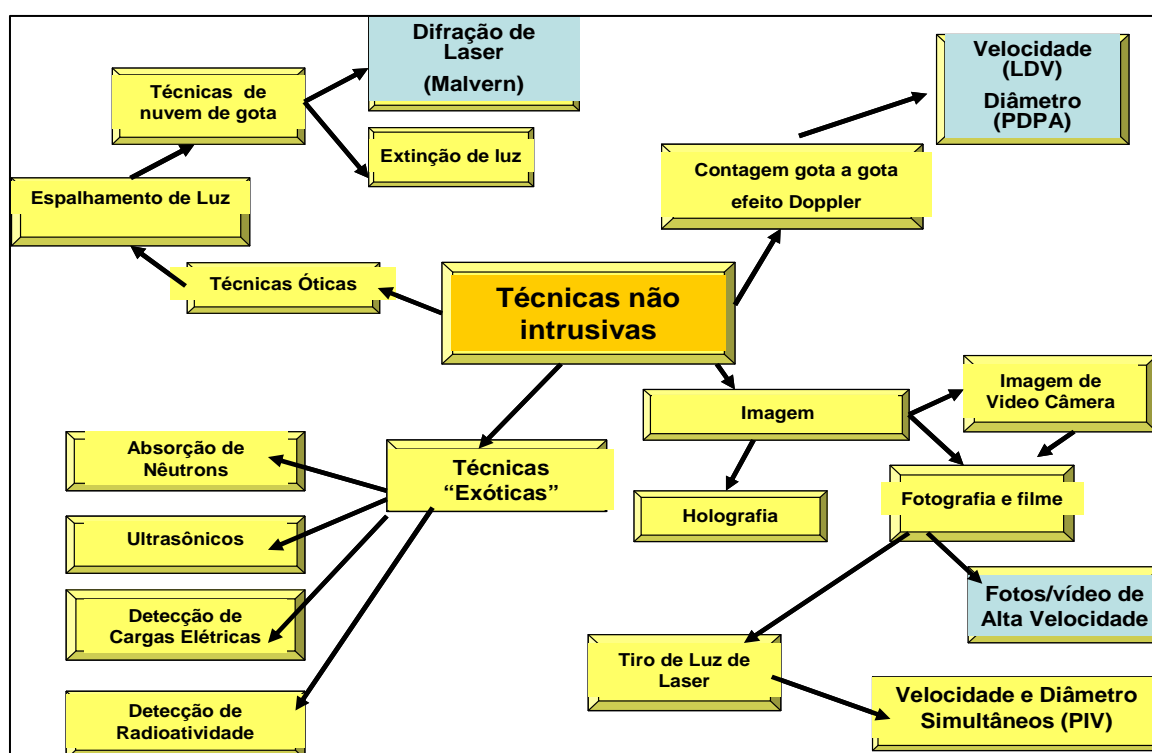 Difração de
Laser
(Malvern)
Velocidade
(LDV)
Diâmetro
(PDPA)
Técnicas de
nuvem de gota
Extinção de luz
Contagem gota a gota
efeito Doppler
Espalhamento de Luz
Técnicas Óticas
Técnicas não
intrusivas
Imagem de
Video Câmera
Imagem
Absorção de
Nêutrons
Técnicas
“Exóticas”
Fotografia e filme
Holografia
Ultrasônicos
Detecção de
Cargas Elétricas
Fotos/vídeo de
Alta Velocidade
Tiro de Luz de
Laser
Velocidade e Diâmetro
Simultâneos (PIV)
Detecção de
Radioatividade